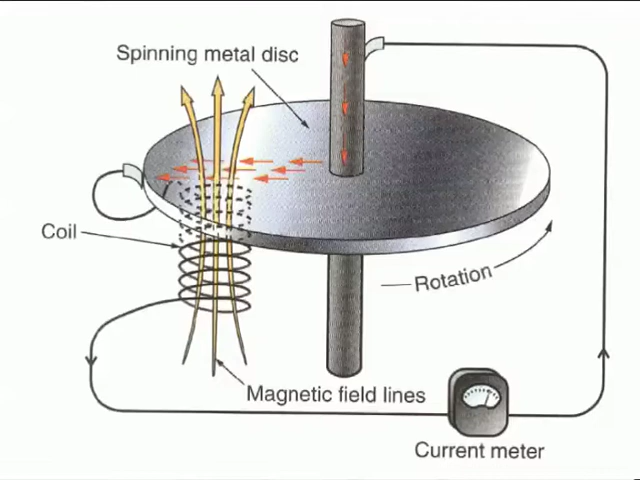 Spinning metal disc
Coil
Rotation
Magnetic field lines
Current meter